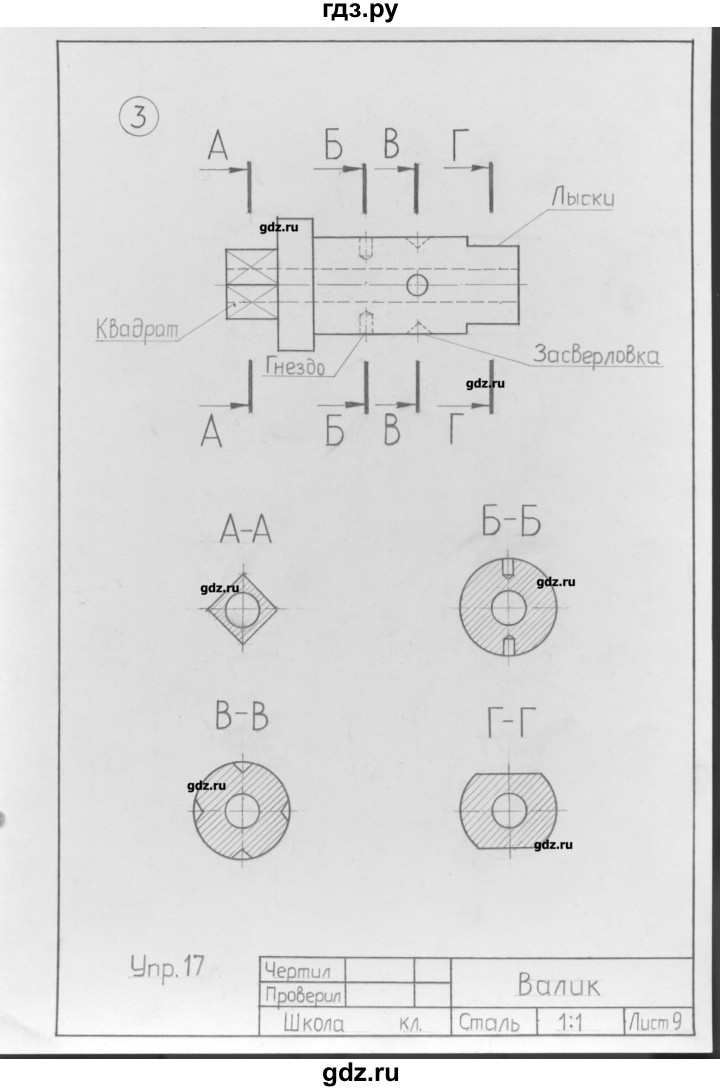 гдз.ру
3
А Б В Г
Лыски
gdz.ru
Квадрат
Гнездо
Засверловка
gdz.ru
А Б В Г
А-А
Б-Б
gdz.ru
gdz.ru
В-В
Г-Г
gdz.ru
gdz.ru
Упр. 17
Чертил
Проверил
Валик
Школа кл.
Сталь
1:1
Лист 9
gdz.ru